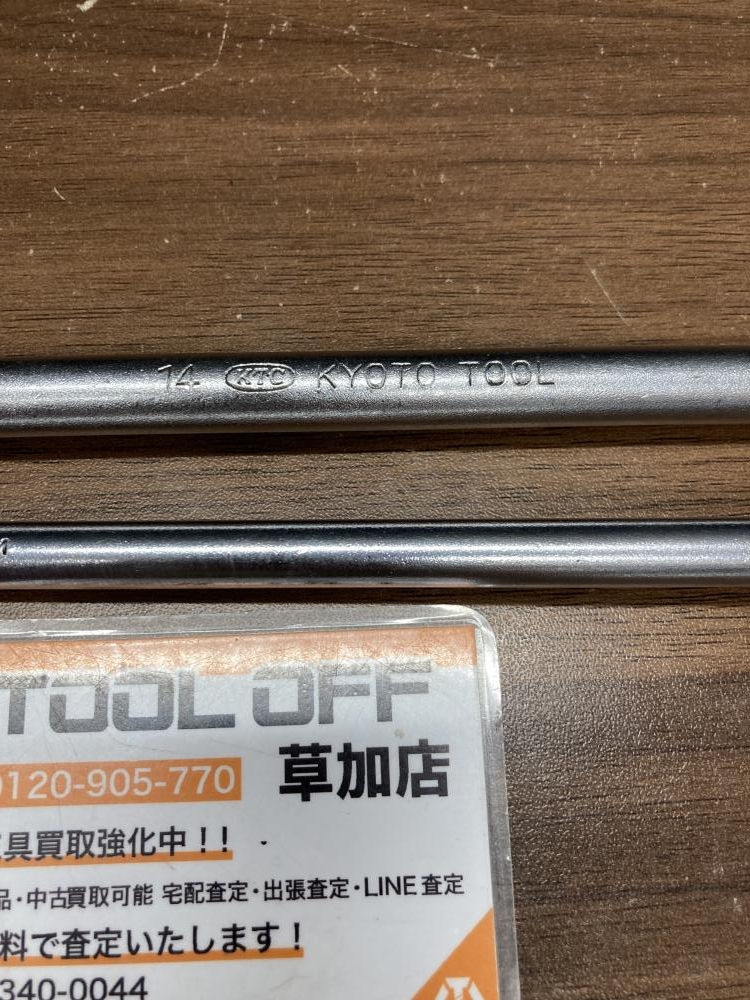 14 KTC KYOTO TOOL
TOOL OFF
0120-905-770 草加店
具買取強化中！！
品・中古買取可能 宅配査定・出張査定・LINE査定
料で査定いたします！
340-0044